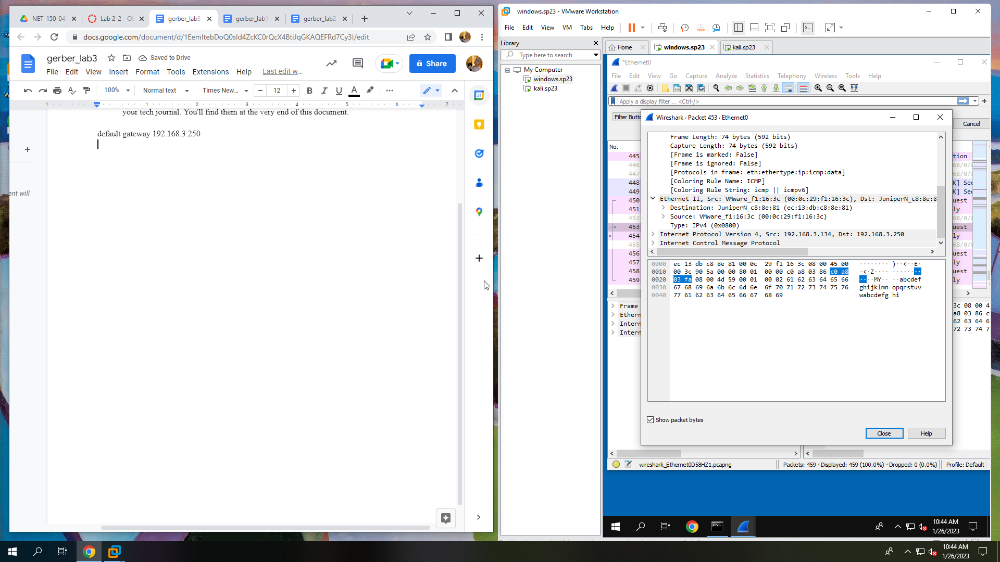 NET-150-04
Lab 2-2 - Ob
gerber_lab3
gerber_lab1
gerber_lab2
docs.google.com/document/d/1EemItebDoQ0sld4ZcKC0rQcX4BtiJqGKAQEFRd7Cy3I/edit
gerber_lab3
Saved to Drive
File Edit View Insert Format Tools Extensions Help Last edit w...
Share
100% Normal text Times New... 12
1 1 2 3 4 5 6 7
your tech journal. You'll find them at the very end of this document.
default gateway 192.168.3.250
ent will
windows.sp23 - VMware Workstation
File Edit View VM Tabs Help
Library
Type here to search
My Computer
windows.sp23
kali.sp23
Home
windows.sp23
kali.sp23
*Ethernet0
File Edit View Go Capture Analyze Statistics Telephony Wireless Tools Help
Apply a display filter ... <Ctrl-/>
Filter Butto
Cancel
No.
445 tion
446 68/0/8
447 68/0/8
448 K] Sec
449 K] Sec
450 uest
451 ly
452 68/0/8
453 uest
454 ly
455 68/0/8
456 uest
457 ly
458 uest
459 ly
Wireshark · Packet 453 · Ethernet0
Frame Length: 74 bytes (592 bits)
Capture Length: 74 bytes (592 bits)
[Frame is marked: False]
[Frame is ignored: False]
[Protocols in frame: eth:ethertype:ip:icmp:data]
[Coloring Rule Name: ICMP]
[Coloring Rule String: icmp || icmpv6]
Ethernet II, Src: VMware_f1:16:3c (00:0c:29:f1:16:3c), Dst: JuniperN_c8:8e:8
Destination: JuniperN_c8:8e:81 (ec:13:db:c8:8e:81)
Source: VMware_f1:16:3c (00:0c:29:f1:16:3c)
Type: IPv4 (0x0800)
Internet Protocol Version 4, Src: 192.168.3.134, Dst: 192.168.3.250
Internet Control Message Protocol
0000 ec 13 db c8 8e 81 00 0c 29 f1 16 3c 08 00 45 00 ········ )··<··E·
0010 00 3c 90 5a 00 00 80 01 00 00 c0 a8 03 86 c0 a8 ·<·Z···· ········
0020 03 fa 08 00 4d 59 00 01 00 02 61 62 63 64 65 66 ····MY·· ··abcdef
0030 67 68 69 6a 6b 6c 6d 6e 6f 70 71 72 73 74 75 76 ghijklmn opqrstuv
0040 77 61 62 63 64 65 66 67 68 69 wabcdefg hi
Show packet bytes
Close
Help
Frame
Ethern
Intern
Intern
3c 08 00 4
a8 03 86 c
62 63 64 6
72 73 74 7
wireshark_Ethernet0D58HZ1.pcapng
Packets: 459 · Displayed: 459 (100.0%) · Dropped: 0 (0.0%)
Profile: Default
10:44 AM
1/26/2023
10:44 AM
1/26/2023